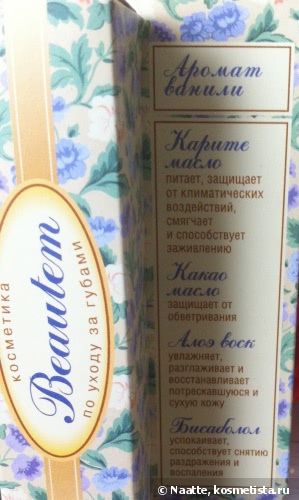 косметика
Beautem
по уходу за губами
Аромат
ванили
Карите
масло
питает, защищает
от климатических
воздействий,
смягчает
и способствует
заживлению
Какао
масло
защищает от
обветривания
Алоя воск
увлажняет,
разглаживает и
восстанавливает
потрескавшуюся и
сухую кожу
Бисаболол
успокаивает,
способствует снятию
раздражения и
воспаления
© Naatte, kosmetista.ru